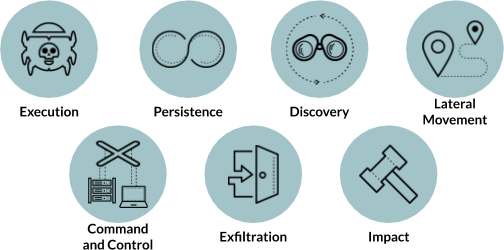 Execution
Persistence
Discovery
Lateral
Movement
Command
and Control
Exfiltration
Impact